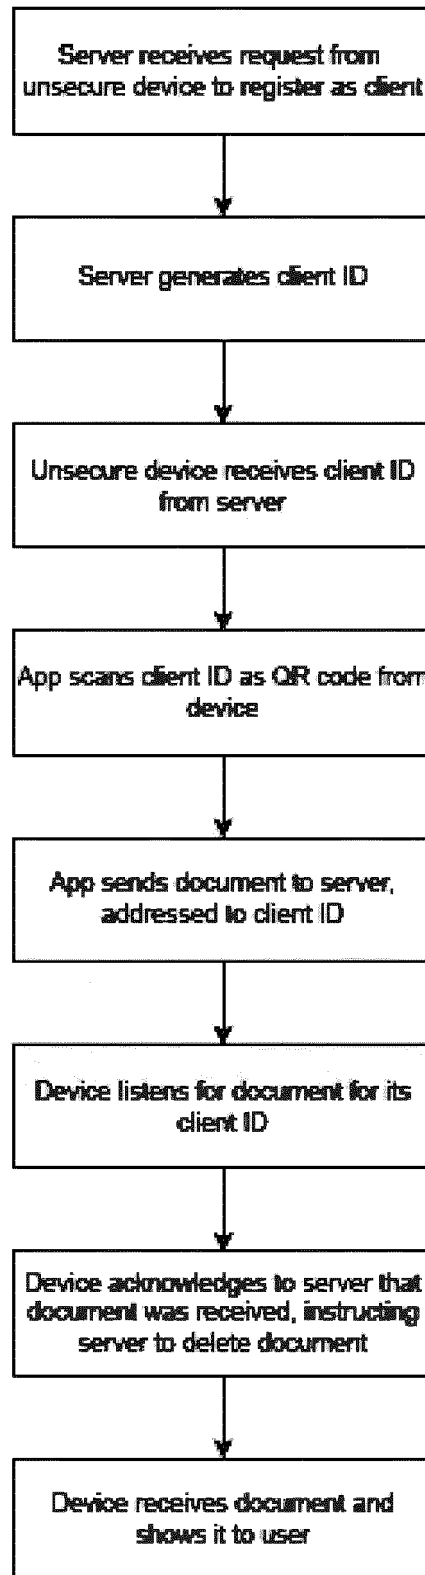 Server receives request from
unsecure device to register as client
Server generates client ID
Unsecure device receives client ID
from server
App scans client ID as QR code from
device
App sends document to server,
addressed to client ID
Device listens for document for its
client ID
Device acknowledges to server that
document was received, instructing
server to delete document
Device receives document and
shows it to user